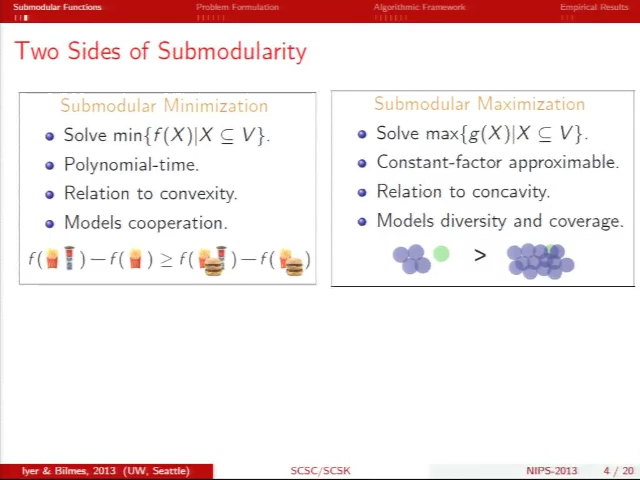 Submodular Functions Problem Formulation Algorithmic Framework Empirical Results
Two Sides of Submodularity
Submodular Minimization
Solve min{f(X)|X ⊆ V}.
Polynomial-time.
Relation to convexity.
Models cooperation.
f( ) − f( ) ≥ f( ) − f( )
Submodular Maximization
Solve max{g(X)|X ⊆ V}.
Constant-factor approximable.
Relation to concavity.
Models diversity and coverage.
>
Iyer & Bilmes, 2013 (UW, Seattle) SCSC/SCSK NIPS-2013 4 / 20